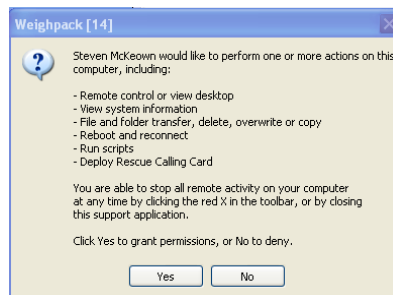 Weighpack [14]
Steven McKeown would like to perform one or more actions on this
computer, including:
- Remote control or view desktop
- View system information
- File and folder transfer, delete, overwrite or copy
- Reboot and reconnect
- Run scripts
- Deploy Rescue Calling Card
You are able to stop all remote activity on your computer
at any time by clicking the red X in the toolbar, or by closing
this support application.
Click Yes to grant permissions, or No to deny.
Yes No